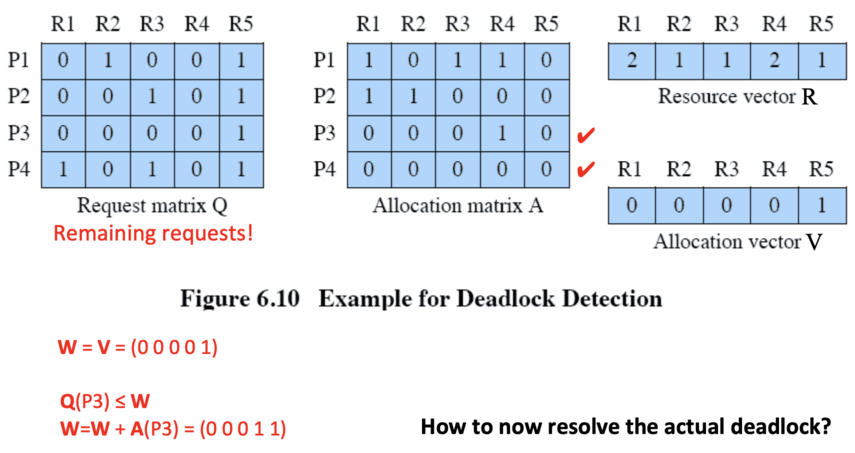 R1 R2 R3 R4 R5
P1 0 1 0 0 1
P2 0 0 1 0 1
P3 0 0 0 0 1
P4 1 0 1 0 1
Request matrix Q
Remaining requests!
R1 R2 R3 R4 R5
P1 1 0 1 1 0
P2 1 1 0 0 0
P3 0 0 0 1 0 ✔
P4 0 0 0 0 0 ✔
Allocation matrix A
R1 R2 R3 R4 R5
2 1 1 2 1
Resource vector R
R1 R2 R3 R4 R5
0 0 0 0 1
Allocation vector V
Figure 6.10 Example for Deadlock Detection
W = V = (0 0 0 0 1)
Q(P3) ≤ W
W=W + A(P3) = (0 0 0 1 1)
How to now resolve the actual deadlock?